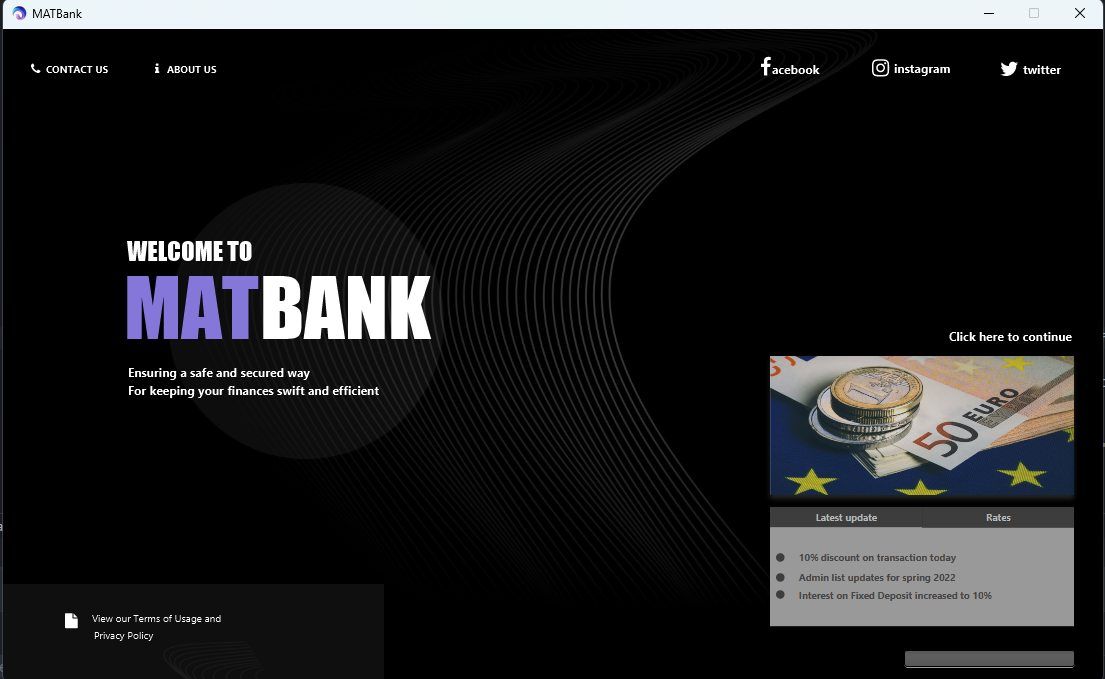 MATBank
CONTACT US
ABOUT US
facebook
instagram
twitter
WELCOME TO
MATBANK
Ensuring a safe and secured way
For keeping your finances swift and efficient
Click here to continue
50 EURO
1
Latest update
Rates
10% discount on transaction today
Admin list updates for spring 2022
Interest on Fixed Deposit increased to 10%
View our Terms of Usage and
Privacy Policy